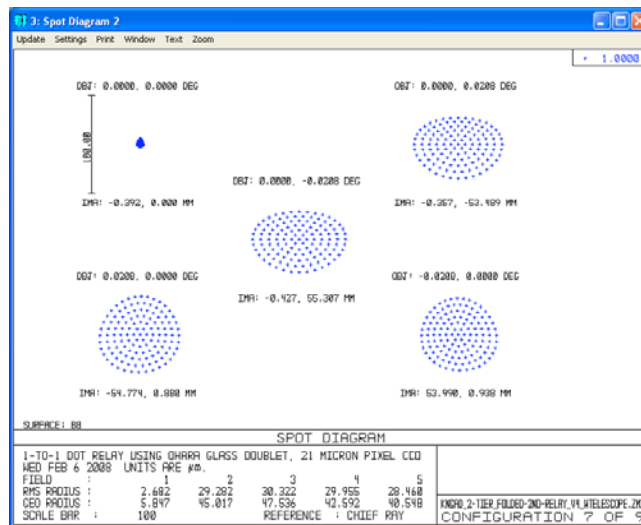 3: Spot Diagram 2
Update Settings Print Window Text Zoom
+ 1.0000
OBJ: 0.0000, 0.0000 DEG
OBJ: 0.0000, 0.0208 DEG
100.00
OBJ: 0.0000, -0.0208 DEG
IMA: -0.392, 0.000 MM
IMA: -0.357, -53.489 MM
OBJ: 0.0208, 0.0000 DEG
OBJ: -0.0208, 0.0000 DEG
IMA: -0.427, 55.307 MM
IMA: -54.774, 0.880 MM
IMA: 53.990, 0.938 MM
SURFACE: 88
SPOT DIAGRAM
1-TO-1 DOT RELAY USING OHARA GLASS DOUBLET, 21 MICRON PIXEL CCD
WED FEB 6 2008 UNITS ARE µm.
FIELD : 1 2 3 4 5
RMS RADIUS : 2.682 29.282 30.322 29.955 28.460
GEO RADIUS : 5.847 45.017 47.536 42.592 40.548
SCALE BAR : 100 REFERENCE : CHIEF RAY
CONFIGURATION 7 OF 9